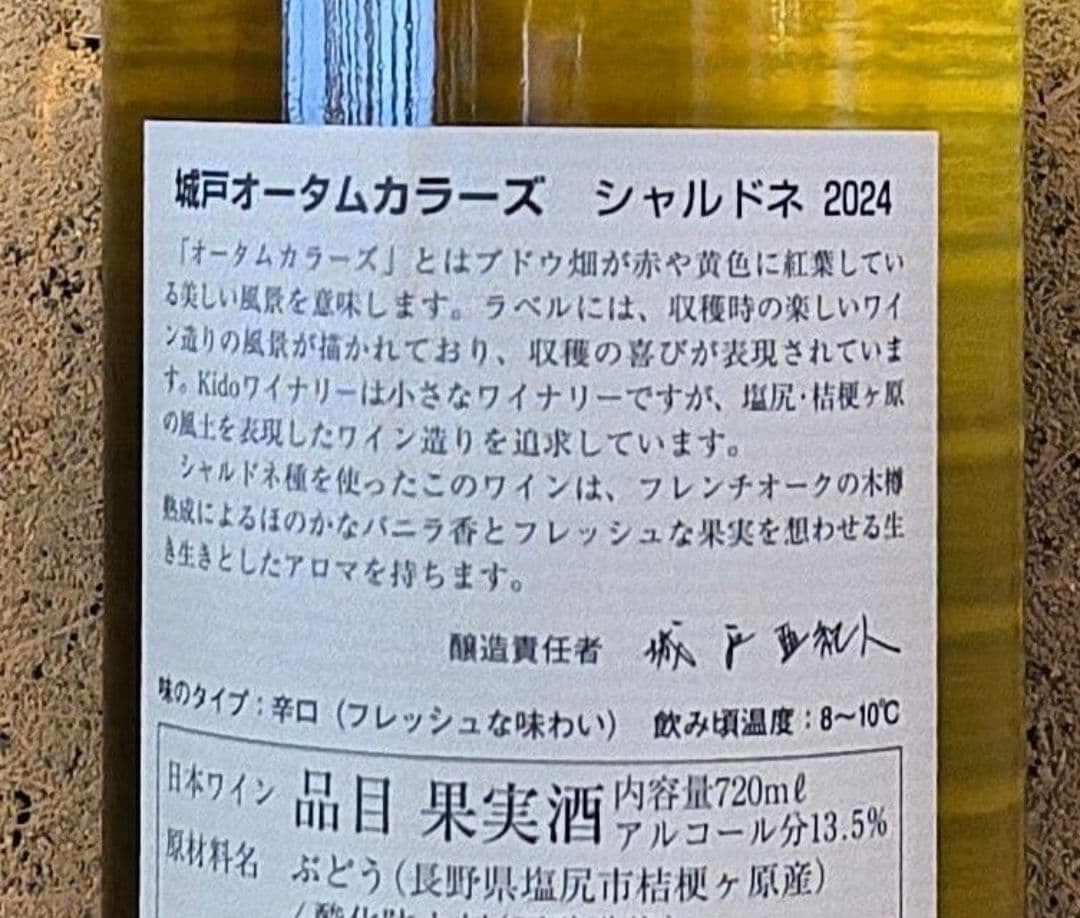 城戸オータムカラーズ　シャルドネ 2024
「オータムカラーズ」とはブドウ畑が赤や黄色に紅葉してい
る美しい風景を意味します。ラベルには、収穫時の楽しいワイ
ン造りの風景が描かれており、収穫の喜びが表現されていま
す。Kidoワイナリーは小さなワイナリーですが、塩尻・桔梗ヶ原
の風土を表現したワイン造りを追求しています。
シャルドネ種を使ったこのワインは、フレンチオークの木樽
熟成によるほのかなバニラ香とフレッシュな果実を想わせる生
き生きとしたアロマを持ちます。
醸造責任者　城戸亜紀人
味のタイプ：辛口（フレッシュな味わい）　飲み頃温度：8～10℃
日本ワイン 品目 果実酒 内容量720mℓ
アルコール分13.5%
原材料名 ぶどう（長野県塩尻市桔梗ヶ原産）